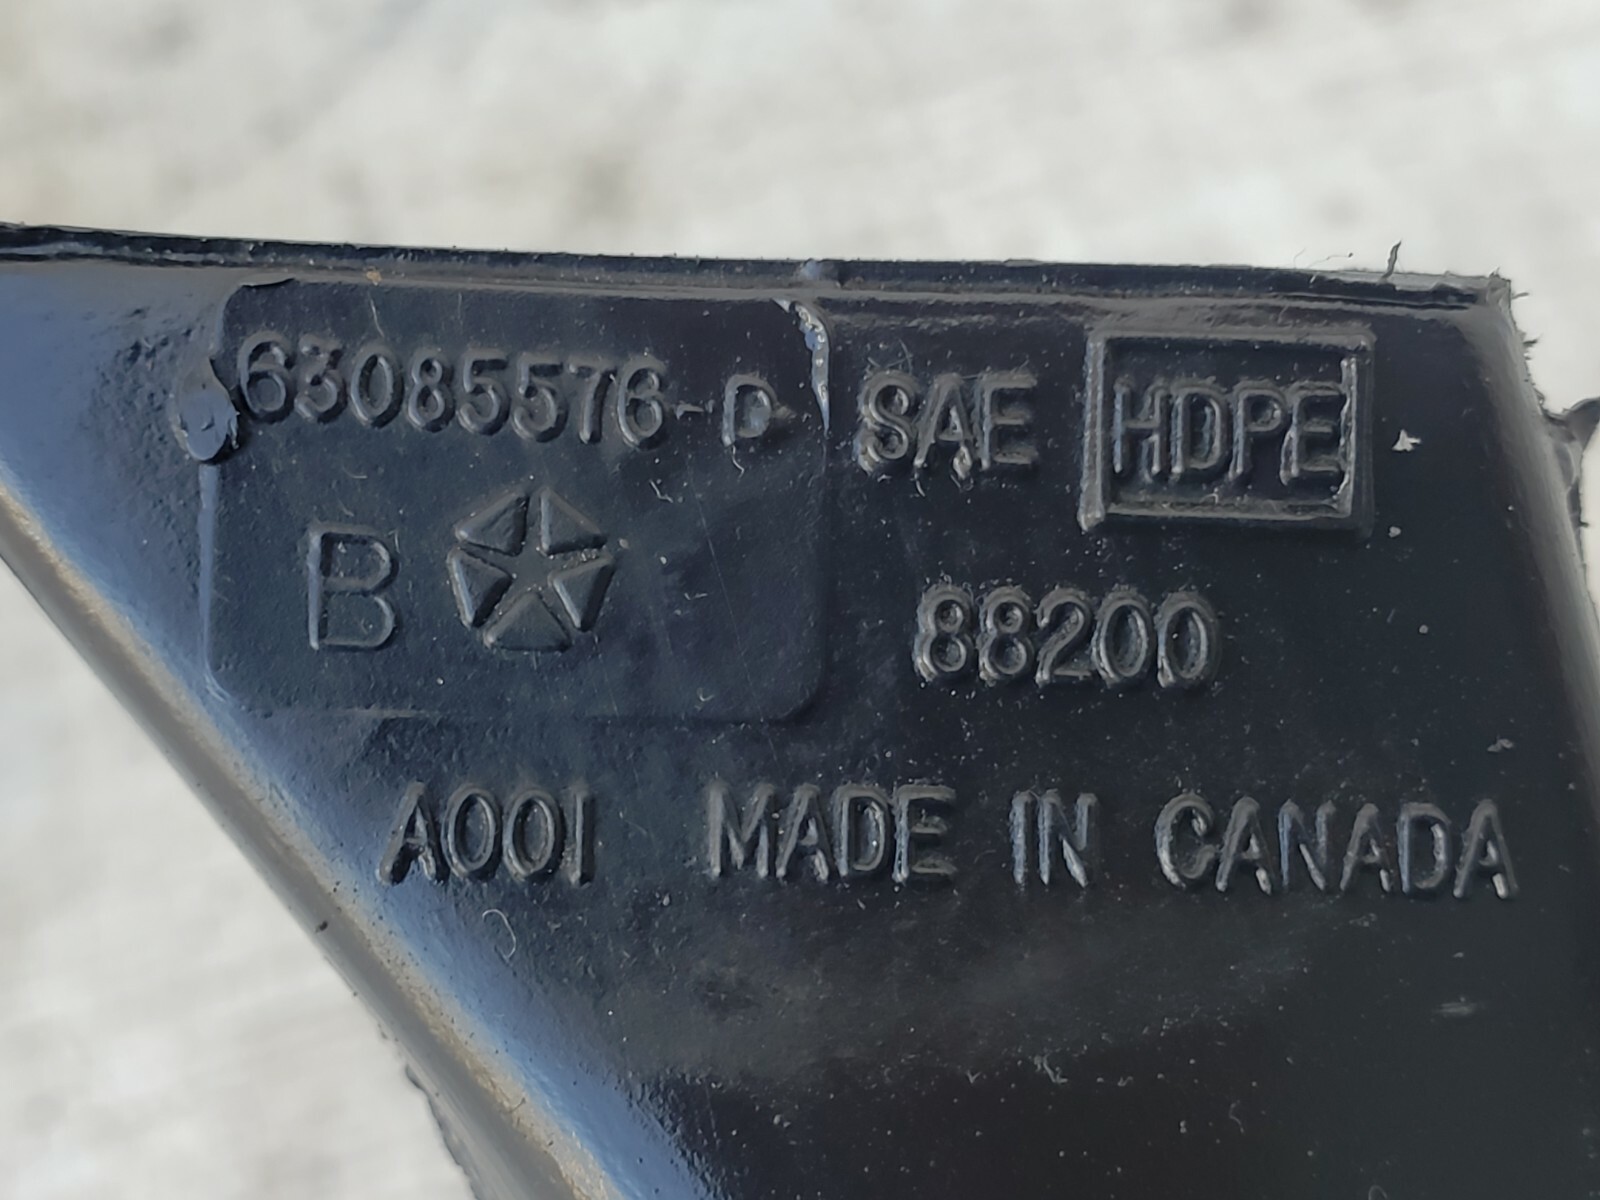 63085576-D SAE HDPE
B 88200
A001 MADE IN CANADA